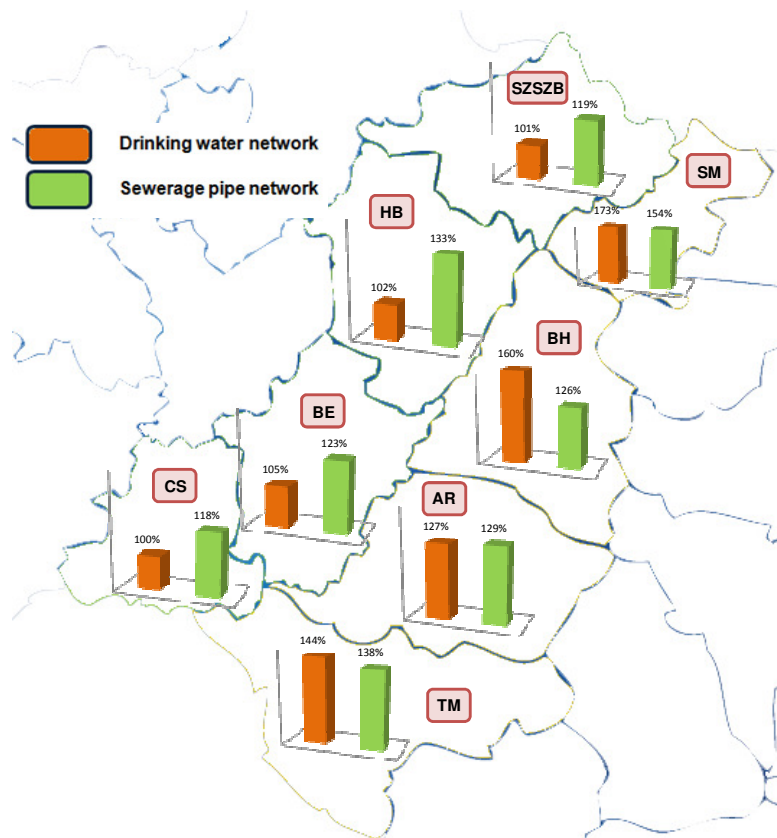 SZSZB
119%
101%
Drinking water network
Sewerage pipe network
SM
173%
154%
HB
133%
102%
BH
160%
126%
BE
123%
105%
CS
118%
100%
AR
127%
129%
144%
138%
TM